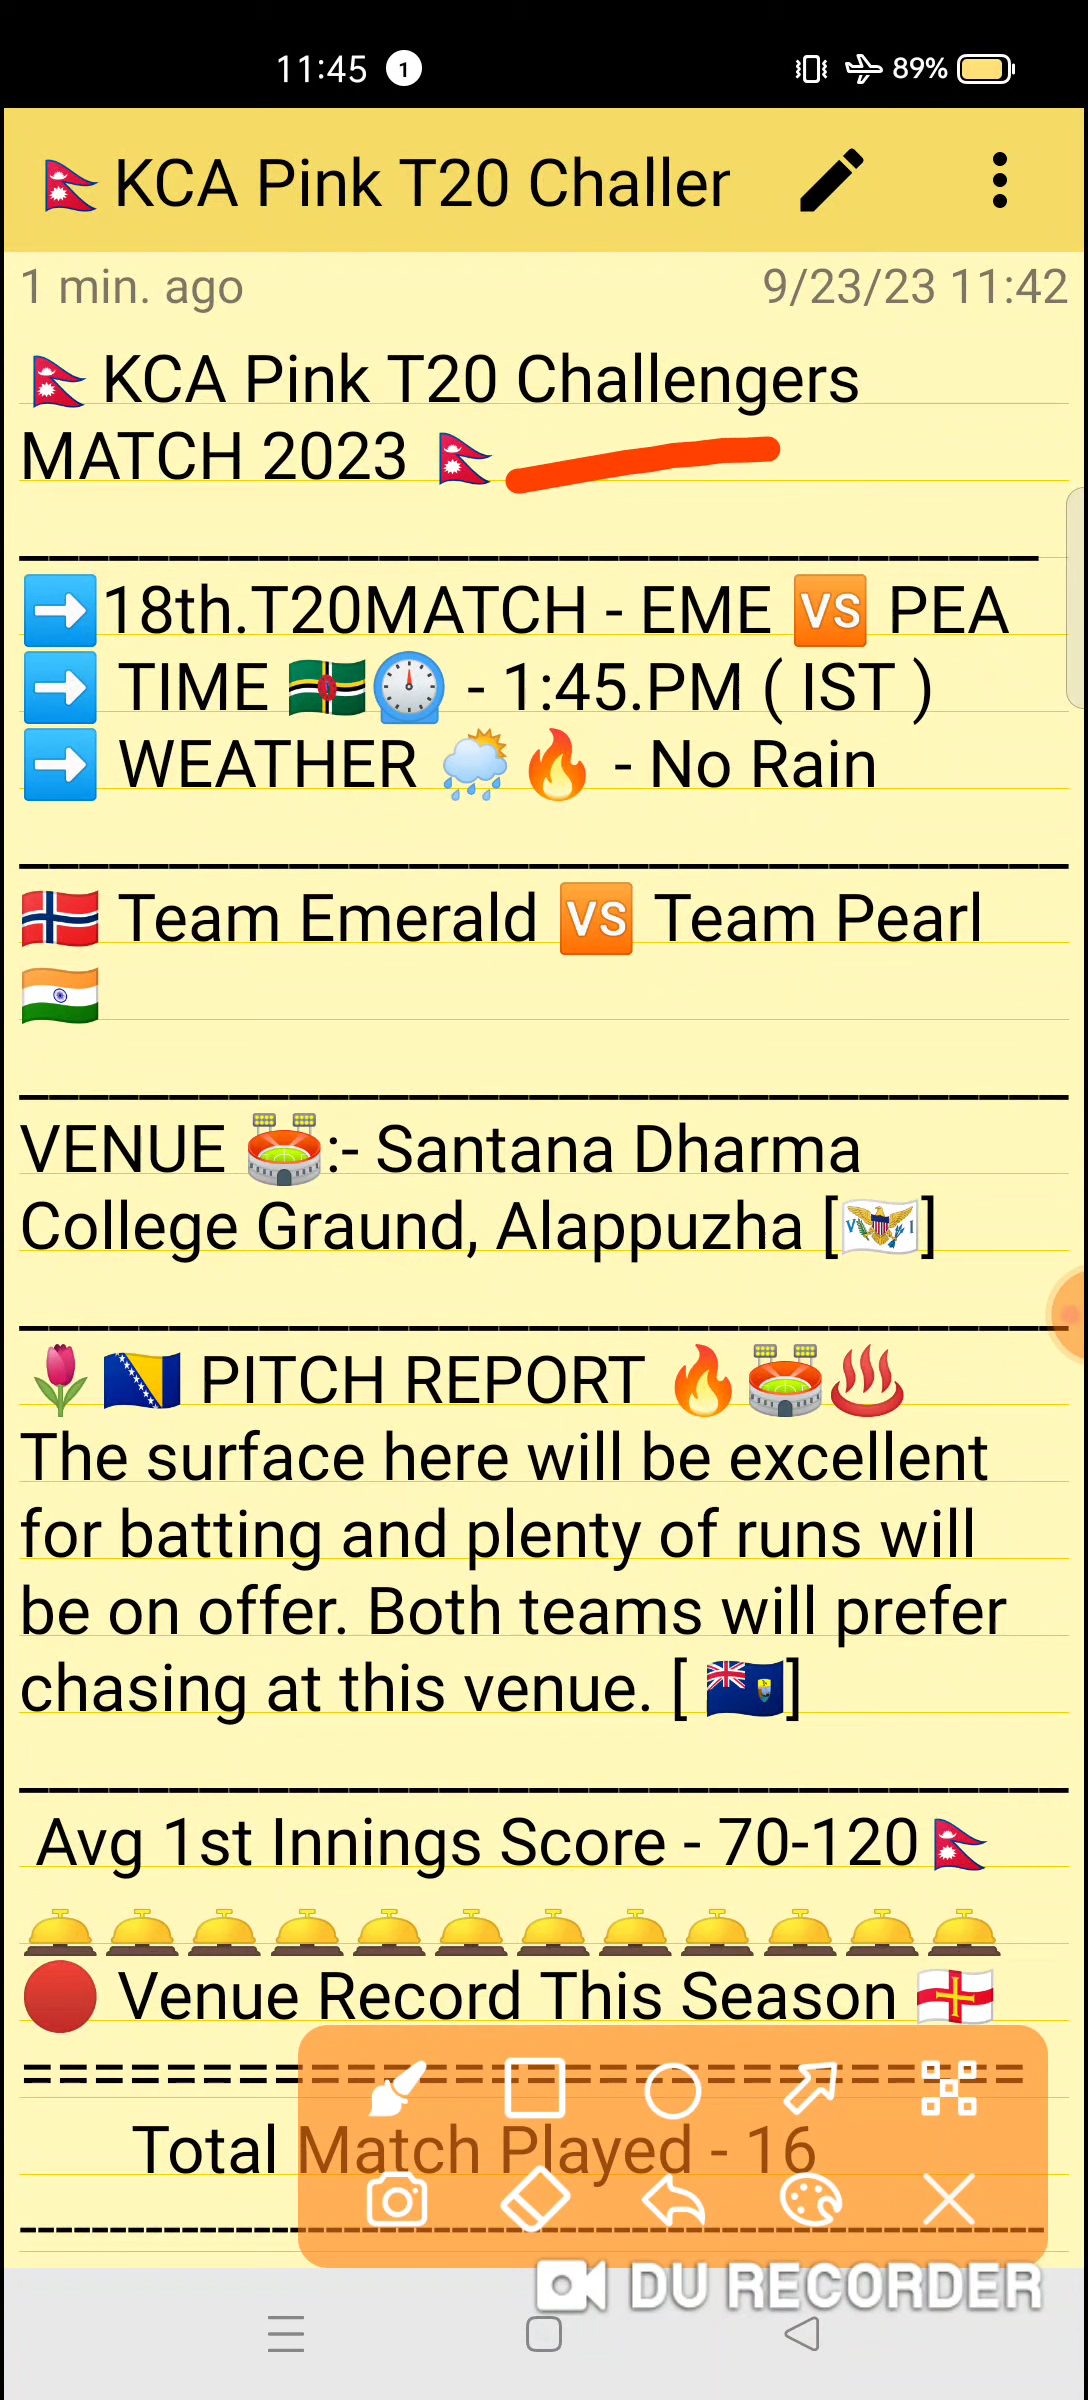 11:45 1 89%
🇳🇵 KCA Pink T20 Challer
1 min. ago 9/23/23 11:42
🇳🇵 KCA Pink T20 Challengers
MATCH 2023 🇳🇵
➡️18th.T20MATCH - EME 🆚 PEA
➡️ TIME 🇩🇲⏲️ - 1:45.PM ( IST )
➡️ WEATHER 🌦️🔥 - No Rain
🇳🇴 Team Emerald 🆚 Team Pearl
🇮🇳
VENUE 🏟️:- Santana Dharma
College Graund, Alappuzha [🇻🇮]
🌷🇧🇦 PITCH REPORT 🔥🏟️♨️
The surface here will be excellent
for batting and plenty of runs will
be on offer. Both teams will prefer
chasing at this venue. [ 🇸🇭]
Avg 1st Innings Score - 70-120🇳🇵
🛎️🛎️🛎️🛎️🛎️🛎️🛎️🛎️🛎️🛎️🛎️🛎️
🔴 Venue Record This Season 🇬🇬
============================
Total Match Played - 16
DU RECORDER